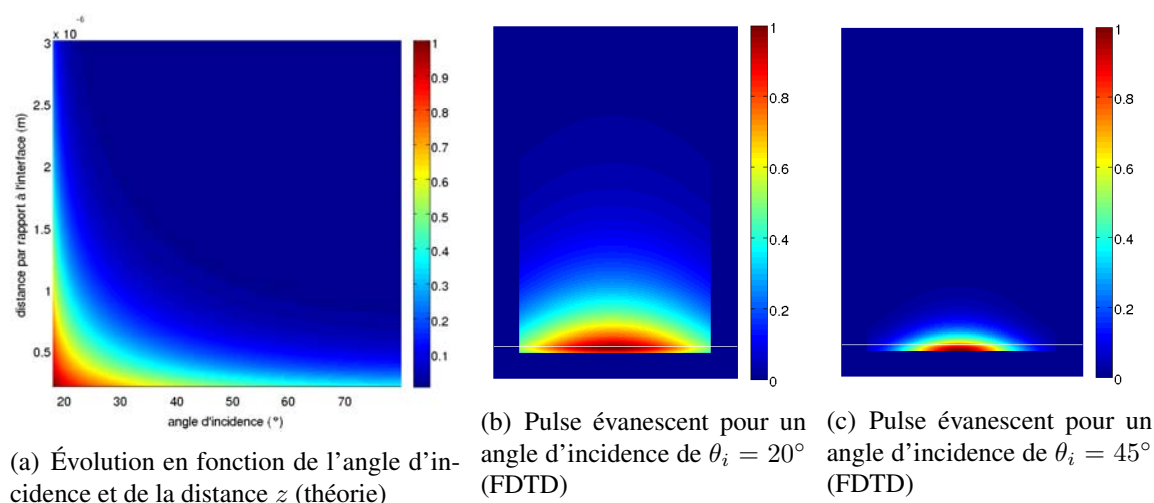 x 10
-6
3
2.5
2
1.5
1
0.5
distance par rapport à l'interface (m)
20 30 40 50 60 70
angle d'incidence (°)
1
0.9
0.8
0.7
0.6
0.5
0.4
0.3
0.2
0.1
(a) Évolution en fonction de l'angle d'in-
cidence et de la distance z (théorie)
1
0.8
0.6
0.4
0.2
0
(b) Pulse évanescent pour un
angle d'incidence de θi = 20°
(FDTD)
1
0.8
0.6
0.4
0.2
0
(c) Pulse évanescent pour un
angle d'incidence de θi = 45°
(FDTD)